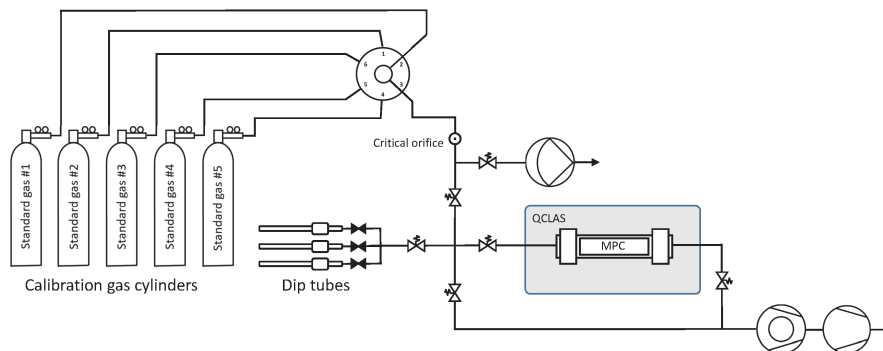 1
2
3
4
5
6
Critical orifice
Standard gas #1
Standard gas #2
Standard gas #3
Standard gas #4
Standard gas #5
QCLAS
MPC
Calibration gas cylinders
Dip tubes